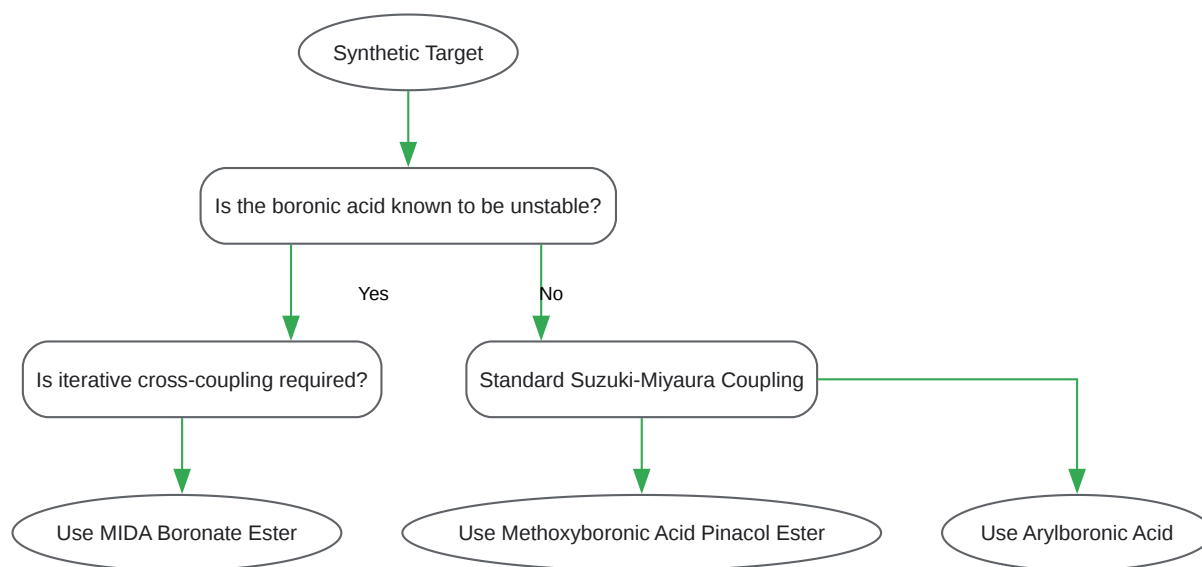 Synthetic Target
Is the boronic acid known to be unstable?
Yes
No
Is iterative cross-coupling required?
Standard Suzuki-Miyaura Coupling
Use MIDA Boronate Ester
Use Methoxyboronic Acid Pinacol Ester
Use Arylboronic Acid